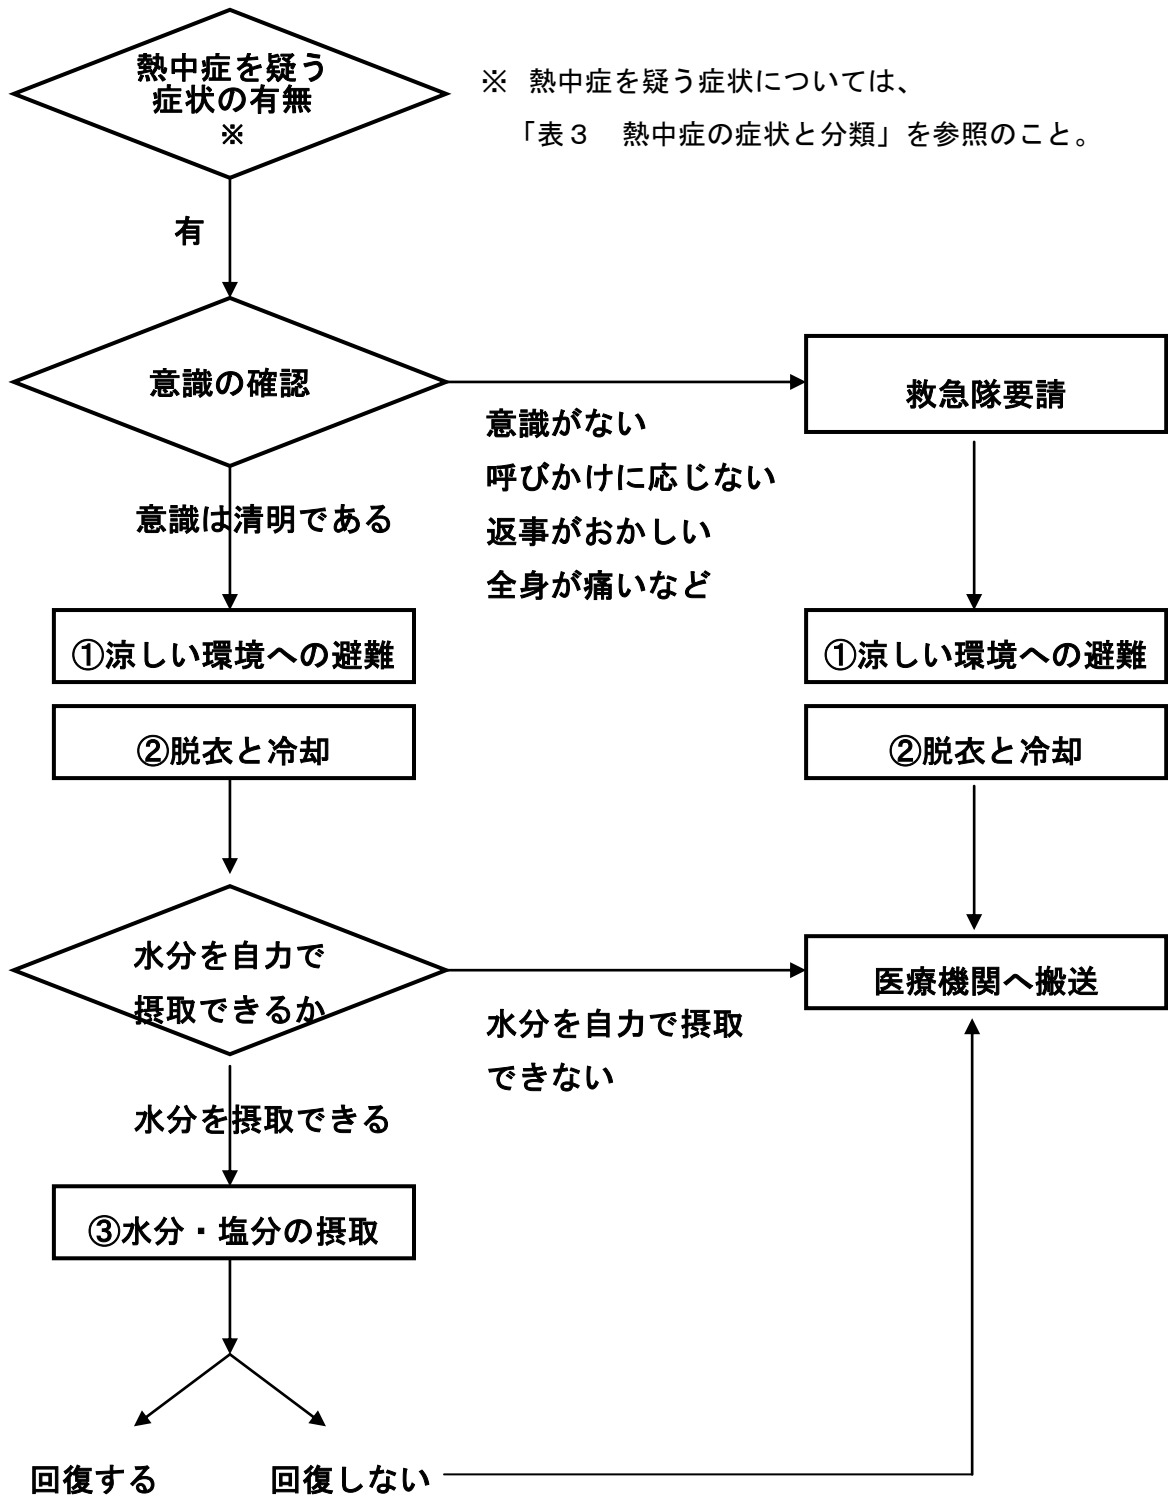 熱中症を疑う
症状の有無
※
※ 熱中症を疑う症状については、
「表３　熱中症の症状と分類」を参照のこと。
有
意識の確認
救急隊要請
意識がない
呼びかけに応じない
返事がおかしい
全身が痛いなど
意識は清明である
①涼しい環境への避難
①涼しい環境への避難
②脱衣と冷却
②脱衣と冷却
水分を自力で
摂取できるか
医療機関へ搬送
水分を自力で摂取
できない
水分を摂取できる
③水分・塩分の摂取
回復する
回復しない